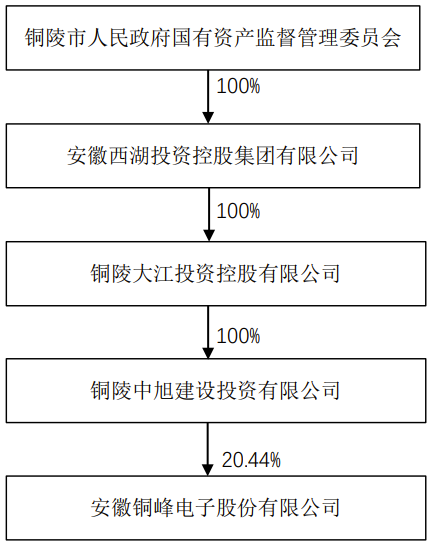 铜陵市人民政府国有资产监督管理委员会
100%
安徽西湖投资控股集团有限公司
100%
铜陵大江投资控股有限公司
100%
铜陵中旭建设投资有限公司
20.44%
安徽铜峰电子股份有限公司